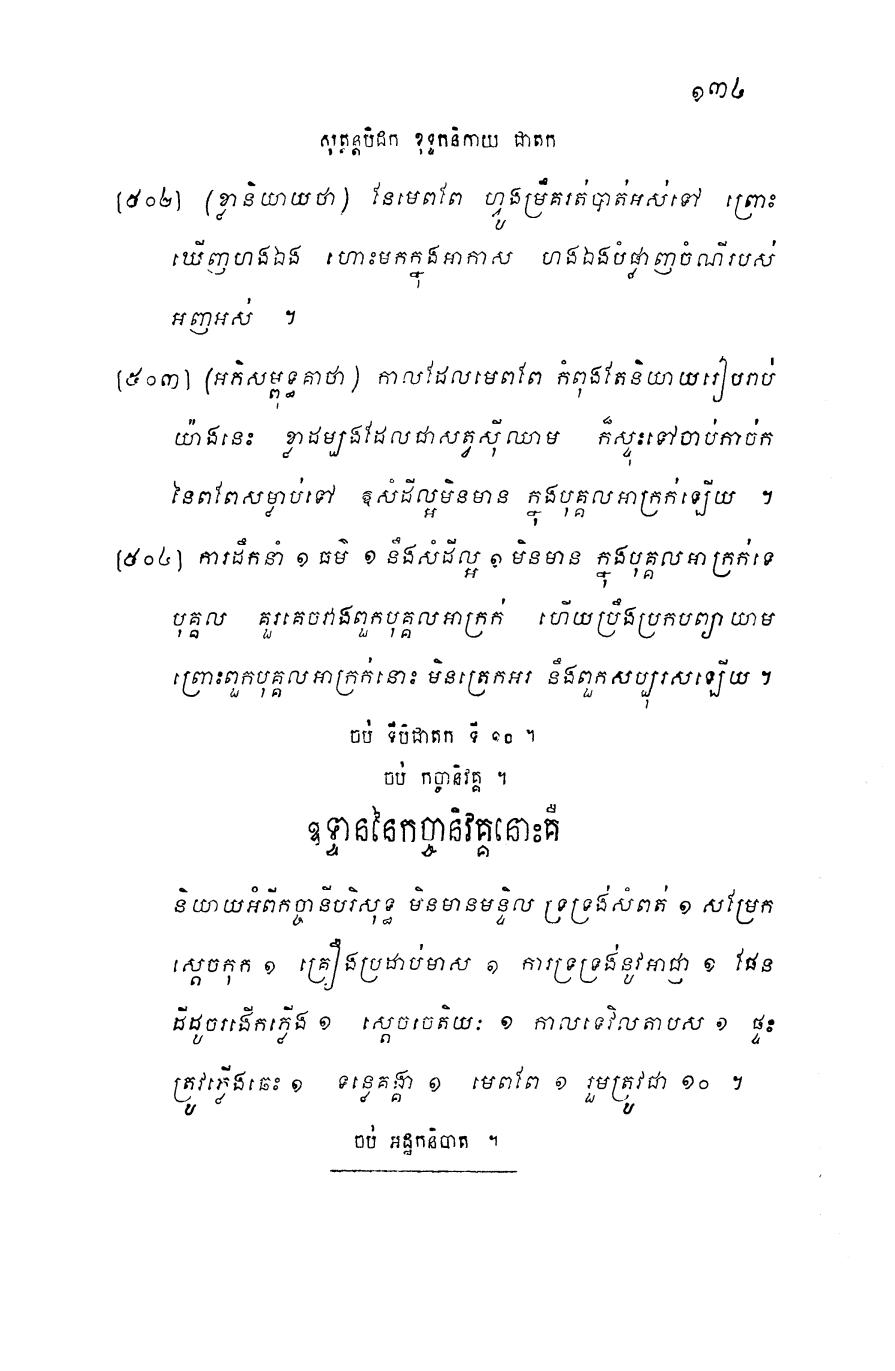 ១៣៤
សុត្តន្តបិដក ខុទ្ទកនិកាយ ជាតក
[៥០២] (ខ្លានិយាយថា) នែមេពពែ ហ្វូងម្រឹគរត់បាត់អស់ទៅ ព្រោះ
ឃើញហងឯង ហោះមកក្នុងអាកាស ហងឯងបំផ្លាញចំណីរបស់
អញអស់ ។
[៥០៣] (អភិសម្ពុទ្ធគាថា) កាលដែលមេពពែ កំពុងតែនិយាយរៀបរាប់
យ៉ាងនេះ ខ្លាដម្បងដែលជាសត្វស៊ីឈាម ក៏ស្ទុះទៅចាប់កាច់ក
នៃពពែសម្លាប់ទៅ ឧសំដីល្អមិនមាន ក្នុងបុគ្គលអាក្រក់ឡើយ ។
[៥០៤] ការដឹកនាំ ១ ធម៌ ១ នឹងសំដីល្អ ១ មិនមាន ក្នុងបុគ្គលអាក្រក់ទេ
បុគ្គល គួរគេចវាងពួកបុគ្គលអាក្រក់ ហើយប្រឹងប្រកបព្យាយាម
ព្រោះពួកបុគ្គលអាក្រក់នោះ មិនត្រេកអរ នឹងពួកសប្បុរសឡើយ ។
ចប់ ទីបិជាតក ទី ១០ ។
ចប់ កច្ចានិវគ្គ ។
ឧទ្ទាននៃកច្ចានិវគ្គនោះគឺ
និយាយអំពីកច្ចានីបរិសុទ្ធ មិនមានមន្ទិល ទ្រទ្រង់សំពត់ ១ សម្រែក
ស្តេចកុក ១ គ្រឿងប្រដាប់មាស ១ ការទ្រទ្រង់នូវអាជ្ញា ១ ផែន
ដីដូចរងើកភ្លើង ១ ស្តេចចេតិយៈ ១ កាលទេវិលតាបស ១ ផ្ទះ
ត្រូវភ្លើងឆេះ ១ ទន្លេគង្គា ១ មេពពែ ១ រួមត្រូវជា ១០ ។
ចប់ អដ្ឋកនិបាត ។